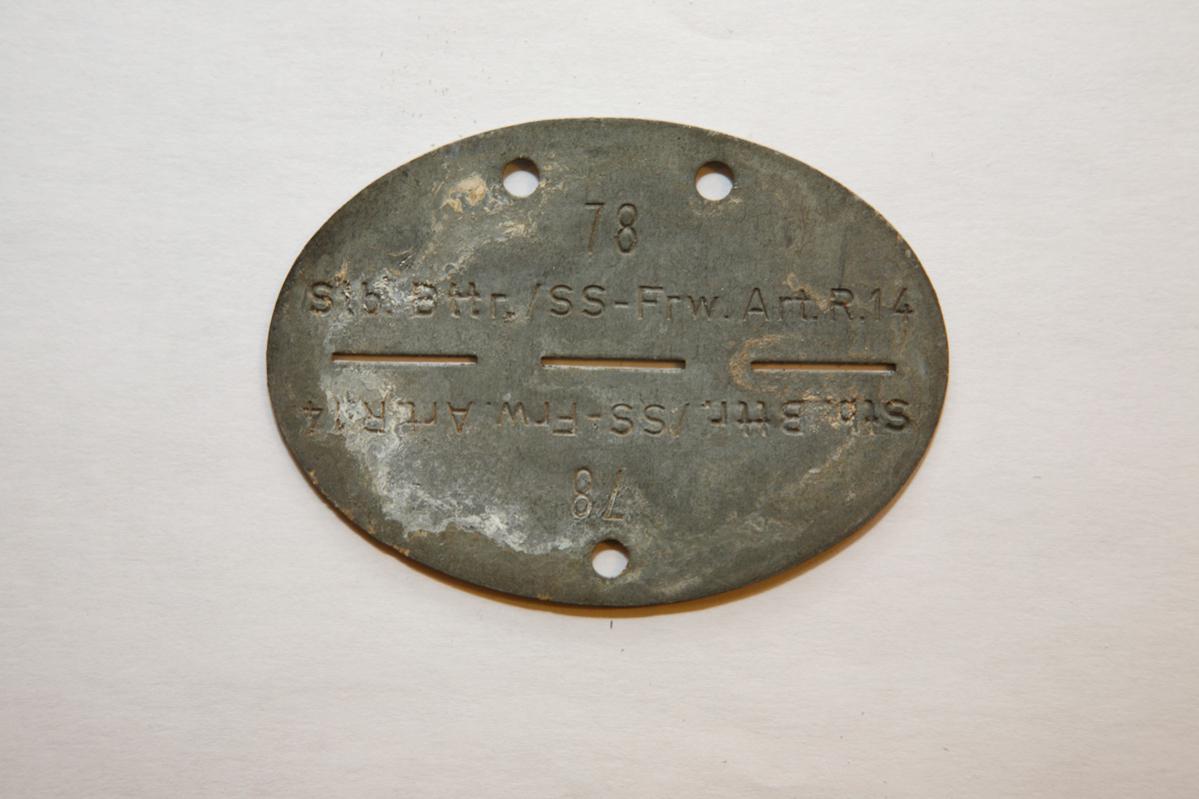 78
Stb. Bttr./SS-Frw. Art. R. 14
Stb. Bttr./SS-Frw. Art. R. 14
78